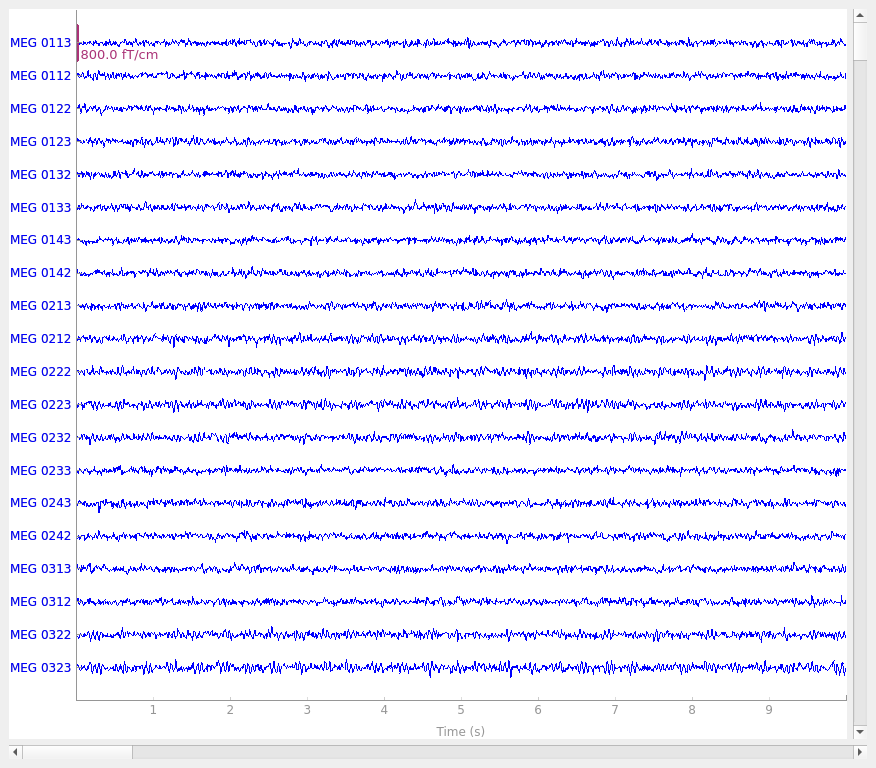 MEG 0113
800.0 fT/cm
MEG 0112
MEG 0122
MEG 0123
MEG 0132
MEG 0133
MEG 0143
MEG 0142
MEG 0213
MEG 0212
MEG 0222
MEG 0223
MEG 0232
MEG 0233
MEG 0243
MEG 0242
MEG 0313
MEG 0312
MEG 0322
MEG 0323
1 2 3 4 5 6 7 8 9
Time (s)